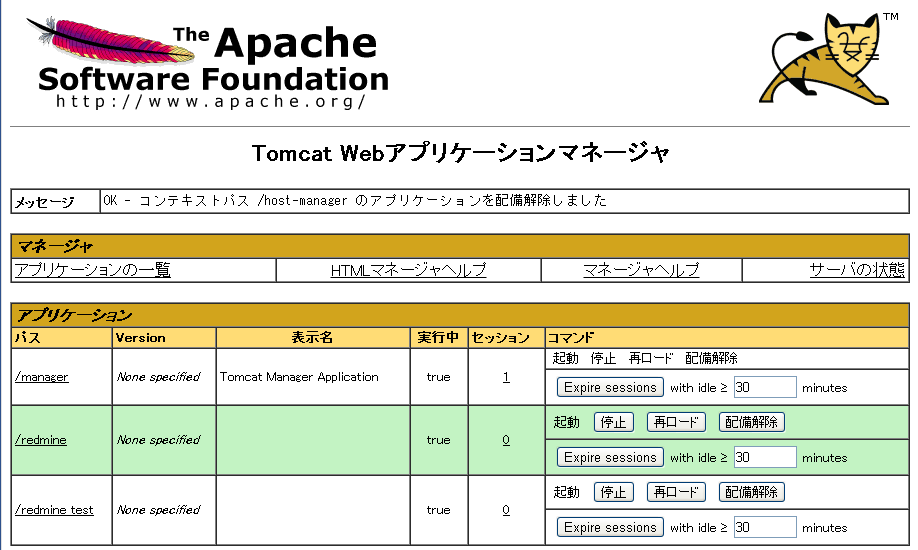 The Apache
Software Foundation
http://www.apache.org/
TM
Tomcat Webアプリケーションマネージャ
メッセージ OK - コンテキストパス /host-manager のアプリケーションを配備解除しました
マネージャ
アプリケーションの一覧 HTMLマネージャヘルプ マネージャヘルプ サーバの状態
アプリケーション
パス Version 表示名 実行中 セッション コマンド
起動 停止 再ロード 配備解除
/manager None specified Tomcat Manager Application true 1
Expire sessions with idle ≥ 30 minutes
起動 停止 再ロード 配備解除
/redmine None specified true 0
Expire sessions with idle ≥ 30 minutes
起動 停止 再ロード 配備解除
/redmine test None specified true 0
Expire sessions with idle ≥ 30 minutes